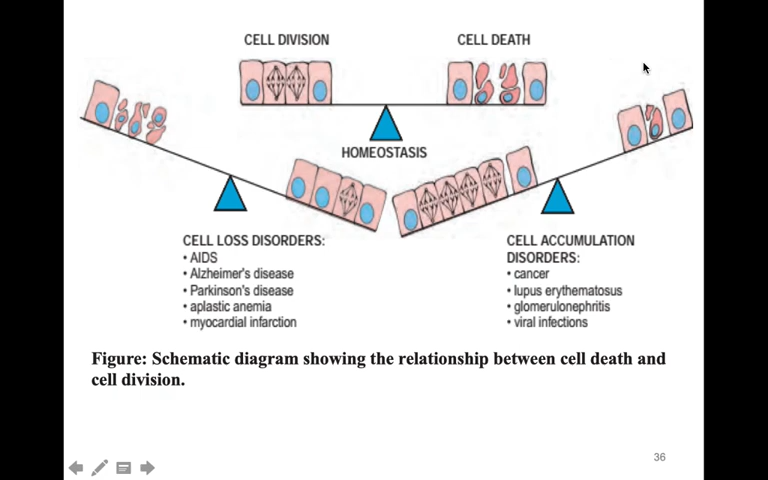 CELL DIVISION
CELL DEATH
HOMEOSTASIS
CELL LOSS DISORDERS:
• AIDS
• Alzheimer's disease
• Parkinson's disease
• aplastic anemia
• myocardial infarction
CELL ACCUMULATION
DISORDERS:
• cancer
• lupus erythematosus
• glomerulonephritis
• viral infections
Figure: Schematic diagram showing the relationship between cell death and
cell division.
36